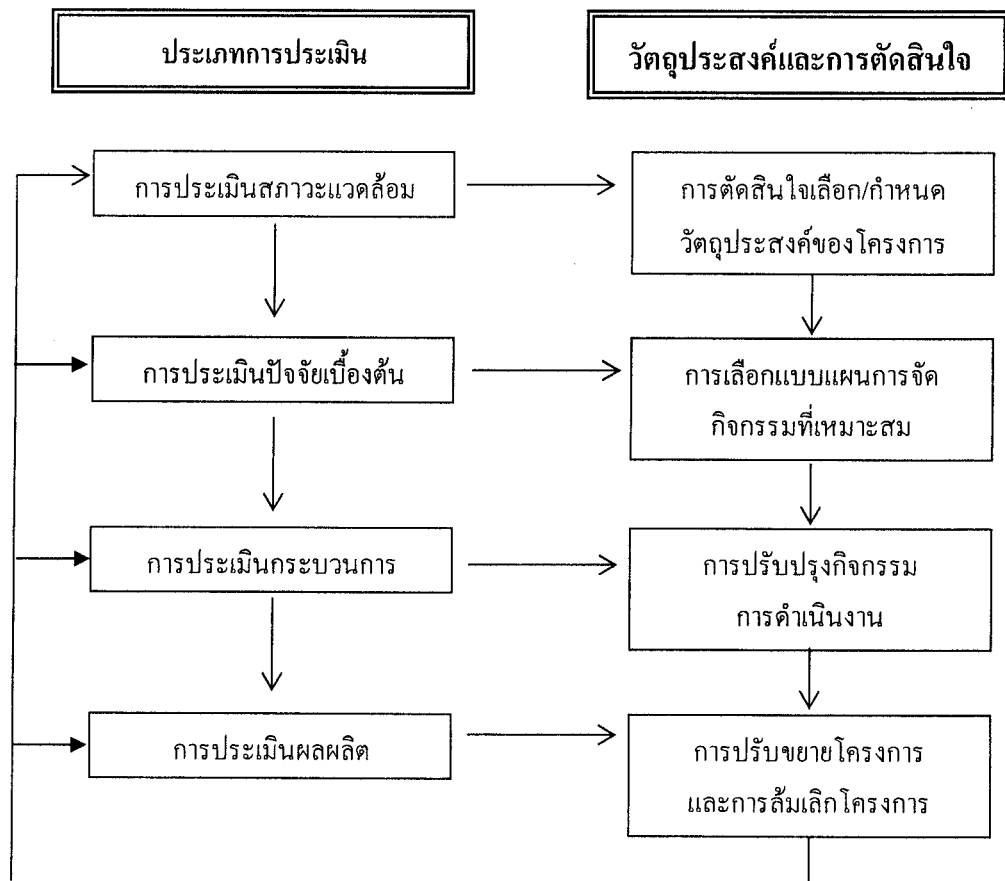 ประเภทการประเมิน
วัตถุประสงค์และการตัดสินใจ
การประเมินสภาวะแวดล้อม
การตัดสินใจเลือก/กำหนด
วัตถุประสงค์ของโครงการ
การประเมินปัจจัยเบื้องต้น
การเลือกแบบแผนการจัด
กิจกรรมที่เหมาะสม
การประเมินกระบวนการ
การปรับปรุงกิจกรรม
การดำเนินงาน
การประเมินผลผลิต
การปรับขยายโครงการ
และการล้มเลิกโครงการ